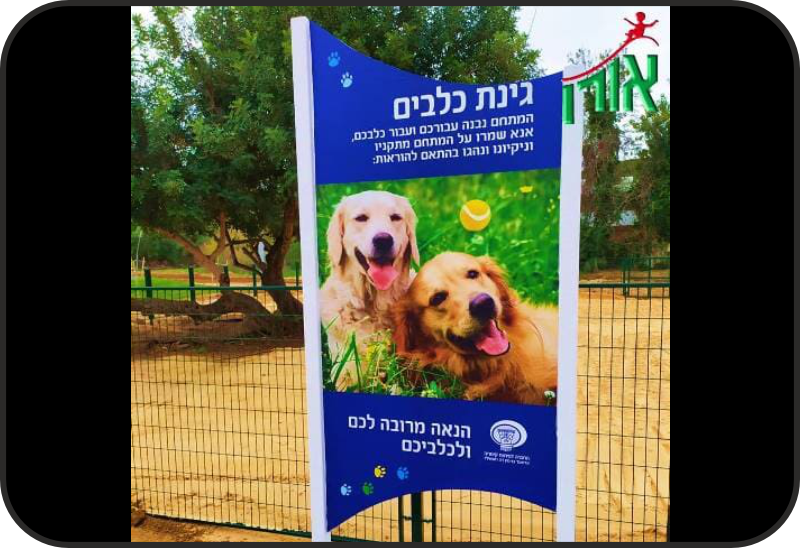 אורן
גינת כלבים
המתחם נבנה עבורכם ועבור כלבכם,
אנא שמרו על המתחם מתקניו
וניקיונו ונהגו בהתאם להוראות:
הנאה מרובה לכם
ולכלביכם